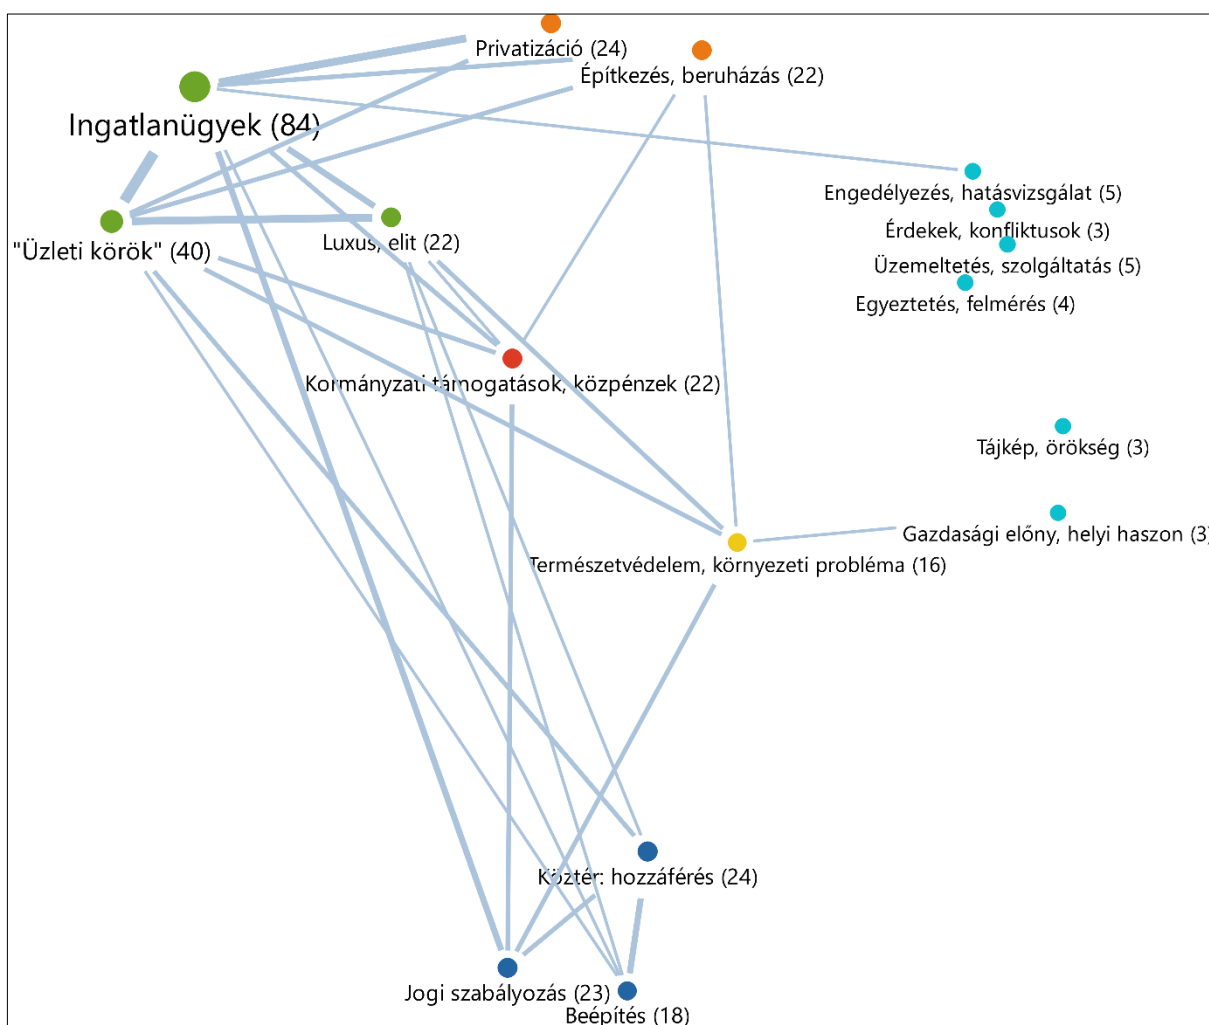 Privatizáció (24)
Építkezés, beruházás (22)
Ingatlanügyek (84)
Engedélyezés, hatásvizsgálat (5)
Érdekek, konfliktusok (3)
"Üzleti körök" (40)
Luxus, elit (22)
Üzemeltetés, szolgáltatás (5)
Egyeztetés, felmérés (4)
Kormányzati támogatások, közpénzek (22)
Tájkép, örökség (3)
Gazdasági előny, helyi haszon (3)
Természetvédelem, környezeti probléma (16)
Köztér: hozzáférés (24)
Jogi szabályozás (23)
Beépítés (18)